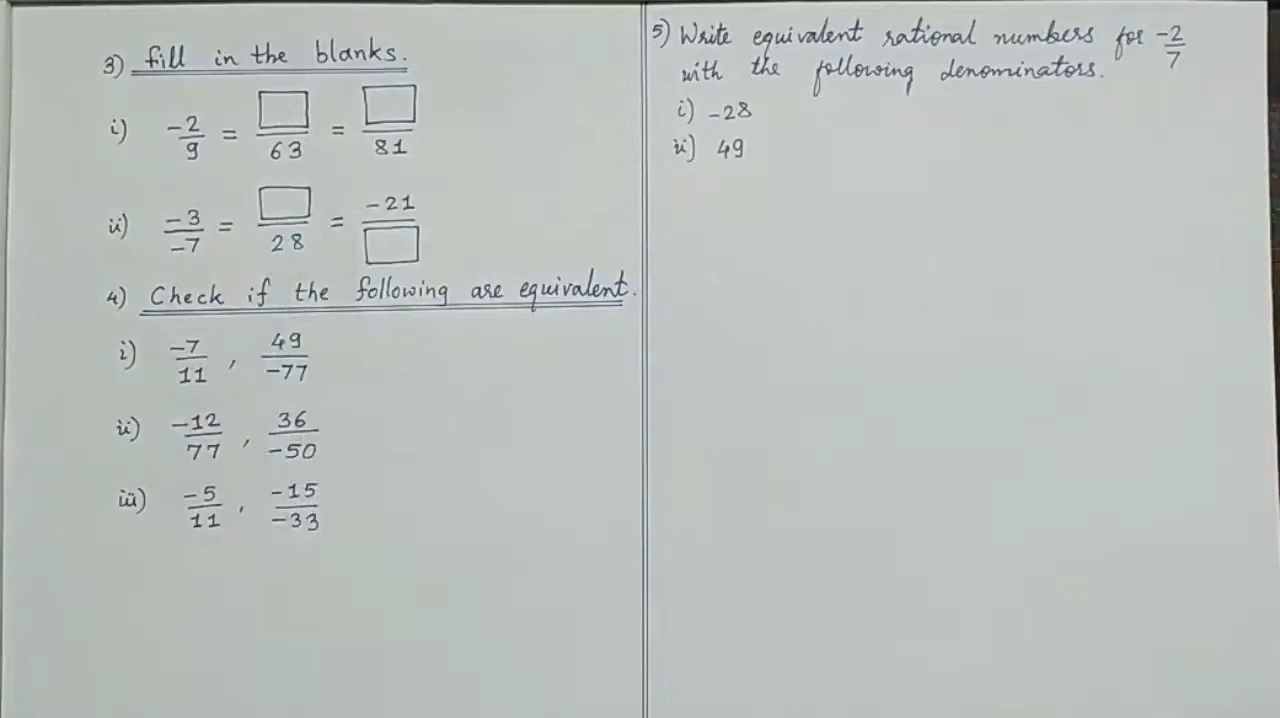 3) fill in the blanks.
i) -2/9 = □/63 = □/81
ii) -3/-7 = □/28 = -21/□
4) Check if the following are equivalent.
i) -7/11 , 49/-77
ii) -12/77 , 36/-50
iii) -5/11 , -15/-33
5) Write equivalent rational numbers for -2/7
with the following denominators.
i) -28
ii) 49